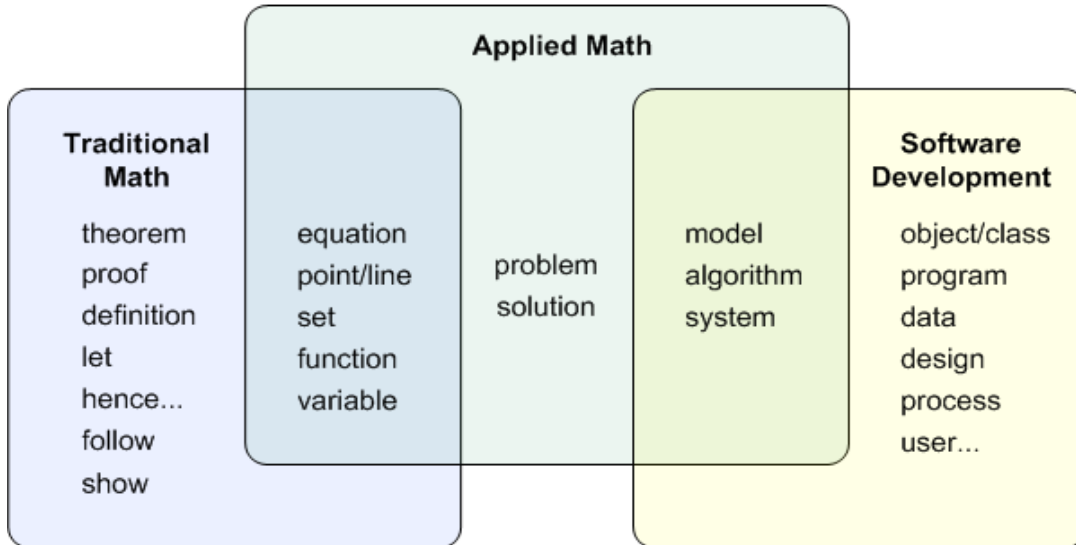 Applied Math
Traditional
Math
theorem
proof
definition
let
hence...
follow
show
equation
point/line
set
function
variable
problem
solution
model
algorithm
system
Software
Development
object/class
program
data
design
process
user...